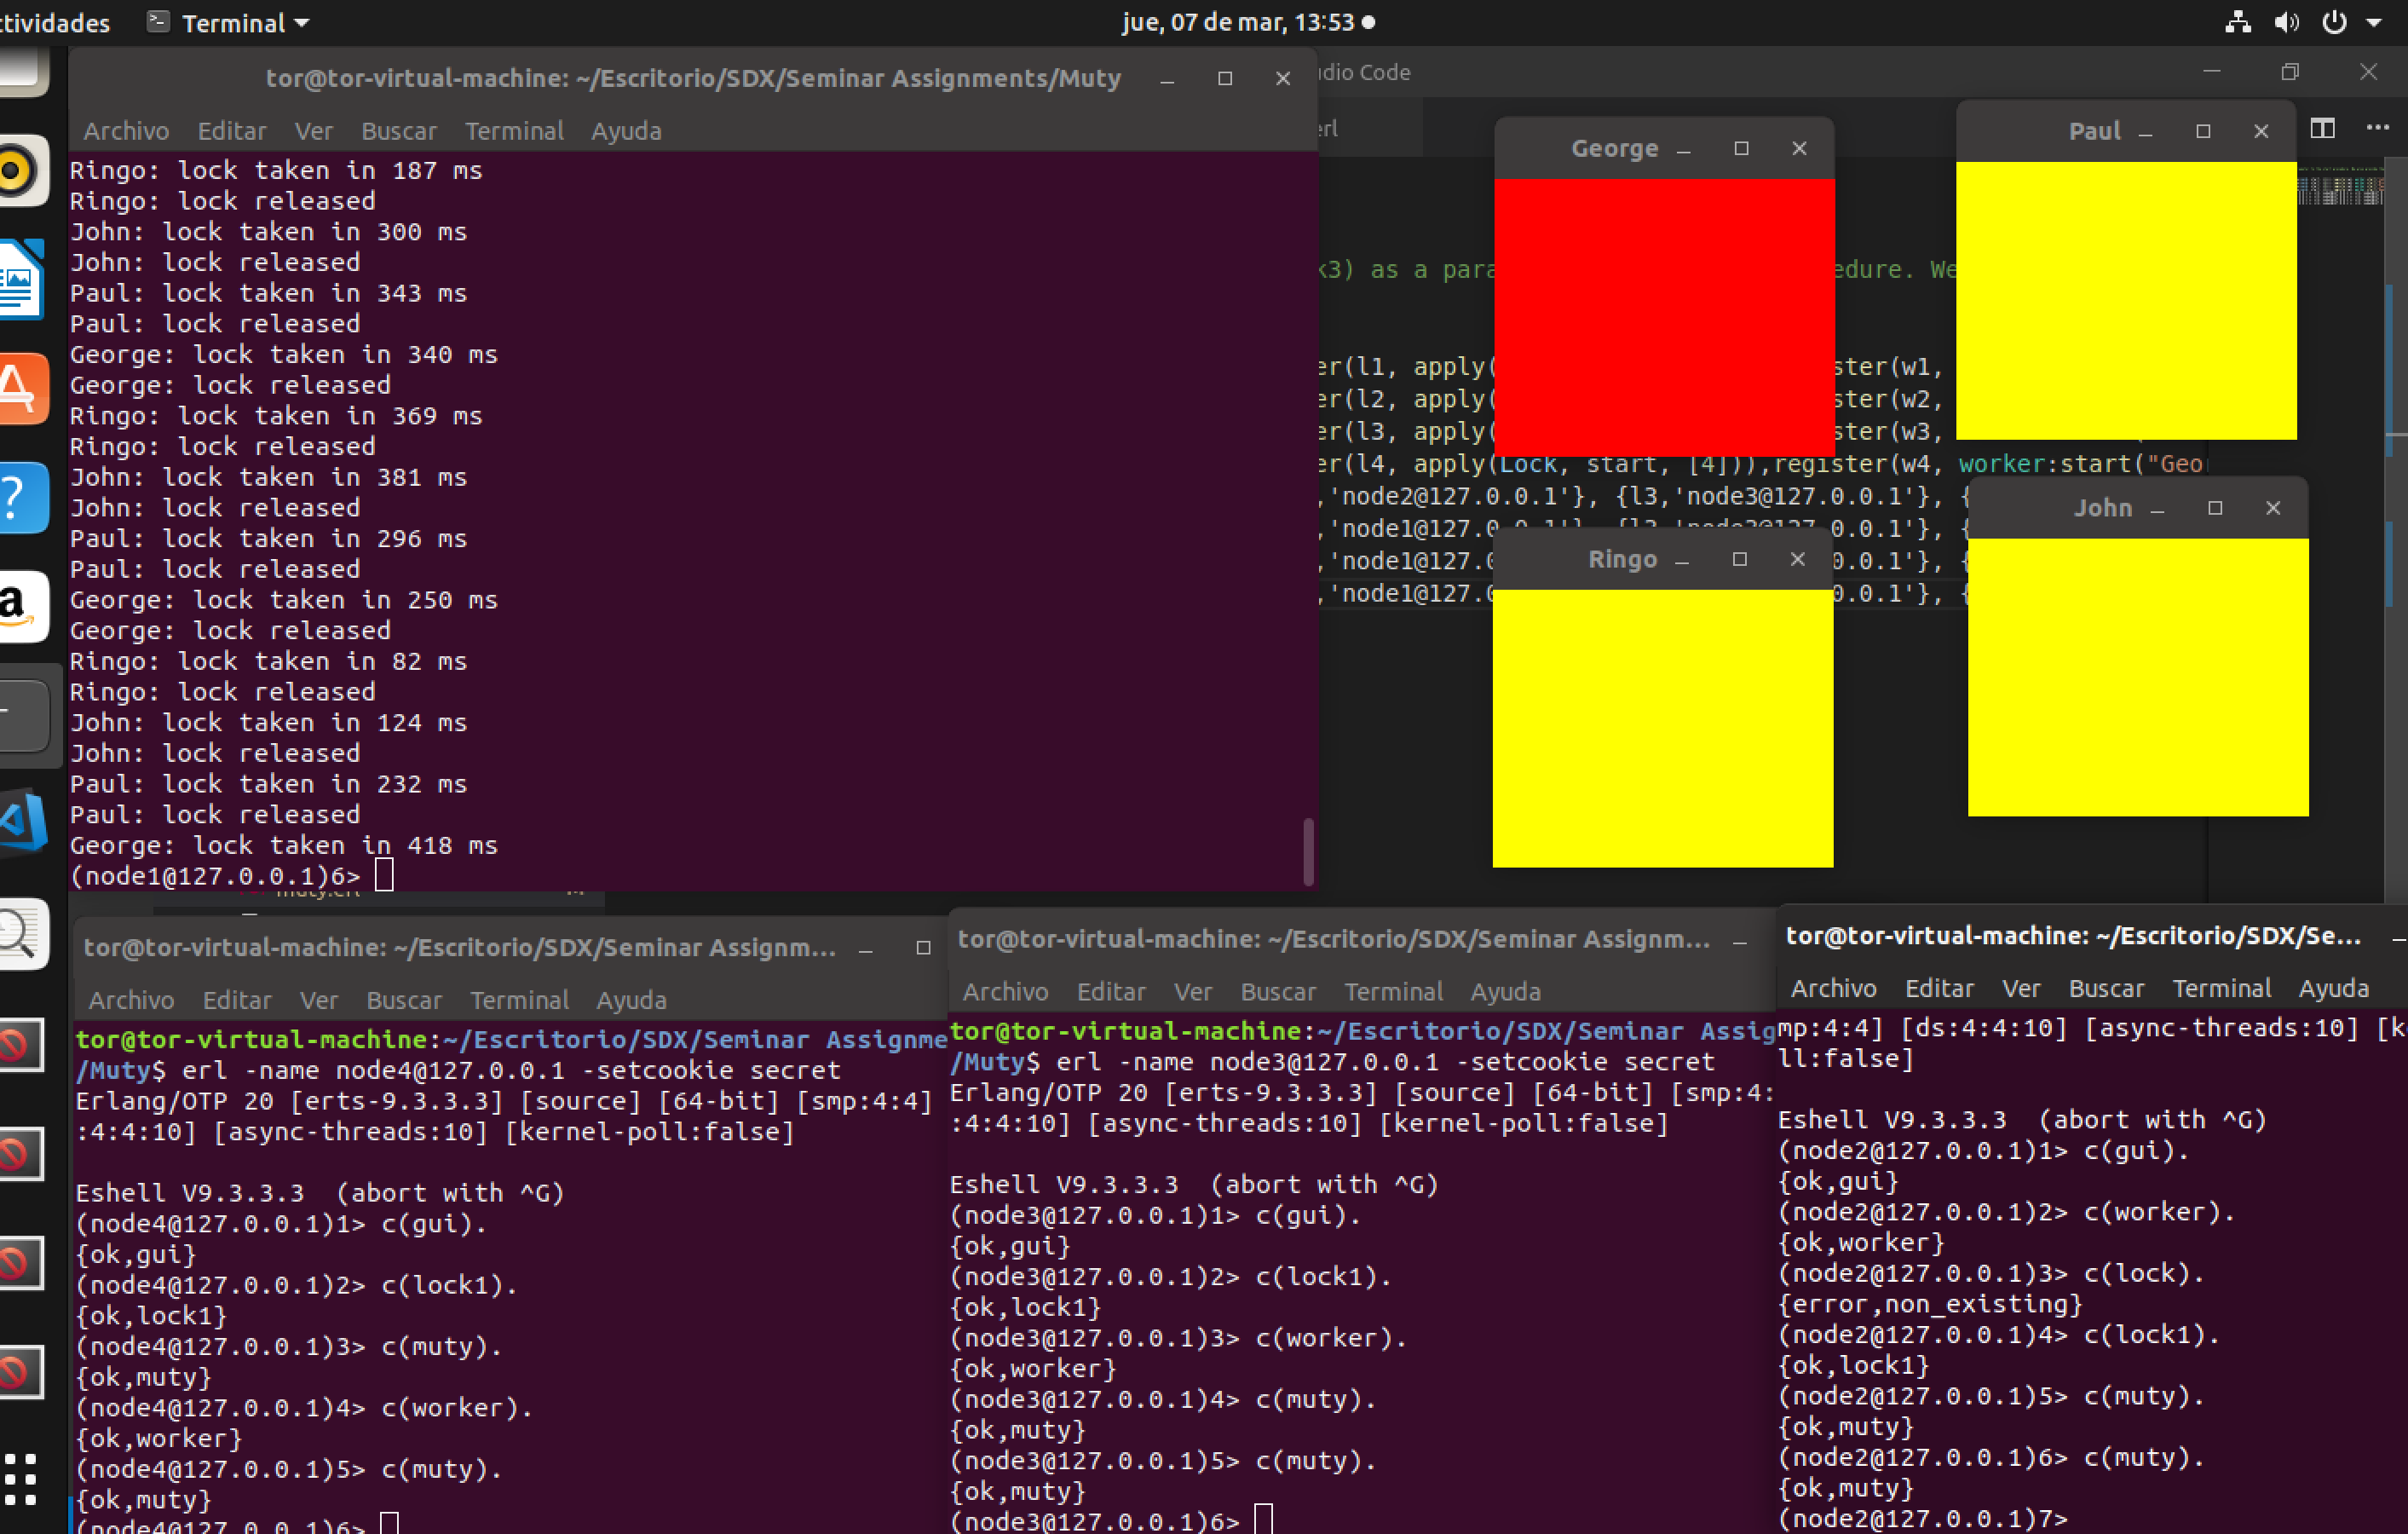 Terminal
jue, 07 de mar, 13:53
tor@tor-virtual-machine: ~/Escritorio/SDX/Seminar Assignments/Muty
Archivo Editar Ver Buscar Terminal Ayuda
Ringo: lock taken in 187 ms
Ringo: lock released
John: lock taken in 300 ms
John: lock released
Paul: lock taken in 343 ms
Paul: lock released
George: lock taken in 340 ms
George: lock released
Ringo: lock taken in 369 ms
Ringo: lock released
John: lock taken in 381 ms
John: lock released
Paul: lock taken in 296 ms
Paul: lock released
George: lock taken in 250 ms
George: lock released
Ringo: lock taken in 82 ms
Ringo: lock released
John: lock taken in 124 ms
John: lock released
Paul: lock taken in 232 ms
Paul: lock released
George: lock taken in 418 ms
(node1@127.0.0.1)6>
Code
George
Paul
k3) as a para
edure. We
er(l1, apply( ster(w1,
er(l2, apply( ster(w2,
er(l3, apply( ster(w3,
er(l4, apply(Lock, start, [4])),register(w4, worker:start("Geor
,'node2@127.0.0.1'}, {l3,'node3@127.0.0.1'}, {
,'node1@127.0.0.1'}, {l3,'node3@127.0.0.1'}, {
,'node1@127.0 0.0.1'}, {
,'node1@127.0 0.0.1'}, {
Ringo
John
tor@tor-virtual-machine: ~/Escritorio/SDX/Seminar Assignm...
Archivo Editar Ver Buscar Terminal Ayuda
tor@tor-virtual-machine:~/Escritorio/SDX/Seminar Assignme
/Muty$ erl -name node4@127.0.0.1 -setcookie secret
Erlang/OTP 20 [erts-9.3.3.3] [source] [64-bit] [smp:4:4]
:4:4:10] [async-threads:10] [kernel-poll:false]
Eshell V9.3.3.3 (abort with ^G)
(node4@127.0.0.1)1> c(gui).
{ok,gui}
(node4@127.0.0.1)2> c(lock1).
{ok,lock1}
(node4@127.0.0.1)3> c(muty).
{ok,muty}
(node4@127.0.0.1)4> c(worker).
{ok,worker}
(node4@127.0.0.1)5> c(muty).
{ok,muty}
(node4@127.0.0.1)6>
tor@tor-virtual-machine: ~/Escritorio/SDX/Seminar Assignm...
Archivo Editar Ver Buscar Terminal Ayuda
tor@tor-virtual-machine:~/Escritorio/SDX/Seminar Assig
/Muty$ erl -name node3@127.0.0.1 -setcookie secret
Erlang/OTP 20 [erts-9.3.3.3] [source] [64-bit] [smp:4:
:4:4:10] [async-threads:10] [kernel-poll:false]
Eshell V9.3.3.3 (abort with ^G)
(node3@127.0.0.1)1> c(gui).
{ok,gui}
(node3@127.0.0.1)2> c(lock1).
{ok,lock1}
(node3@127.0.0.1)3> c(worker).
{ok,worker}
(node3@127.0.0.1)4> c(muty).
{ok,muty}
(node3@127.0.0.1)5> c(muty).
{ok,muty}
(node3@127.0.0.1)6>
tor@tor-virtual-machine: ~/Escritorio/SDX/Se...
Archivo Editar Ver Buscar Terminal Ayuda
mp:4:4] [ds:4:4:10] [async-threads:10] [k
ll:false]
Eshell V9.3.3.3 (abort with ^G)
(node2@127.0.0.1)1> c(gui).
{ok,gui}
(node2@127.0.0.1)2> c(worker).
{ok,worker}
(node2@127.0.0.1)3> c(lock).
{error,non_existing}
(node2@127.0.0.1)4> c(lock1).
{ok,lock1}
(node2@127.0.0.1)5> c(muty).
{ok,muty}
(node2@127.0.0.1)6> c(muty).
{ok,muty}
(node2@127.0.0.1)7>